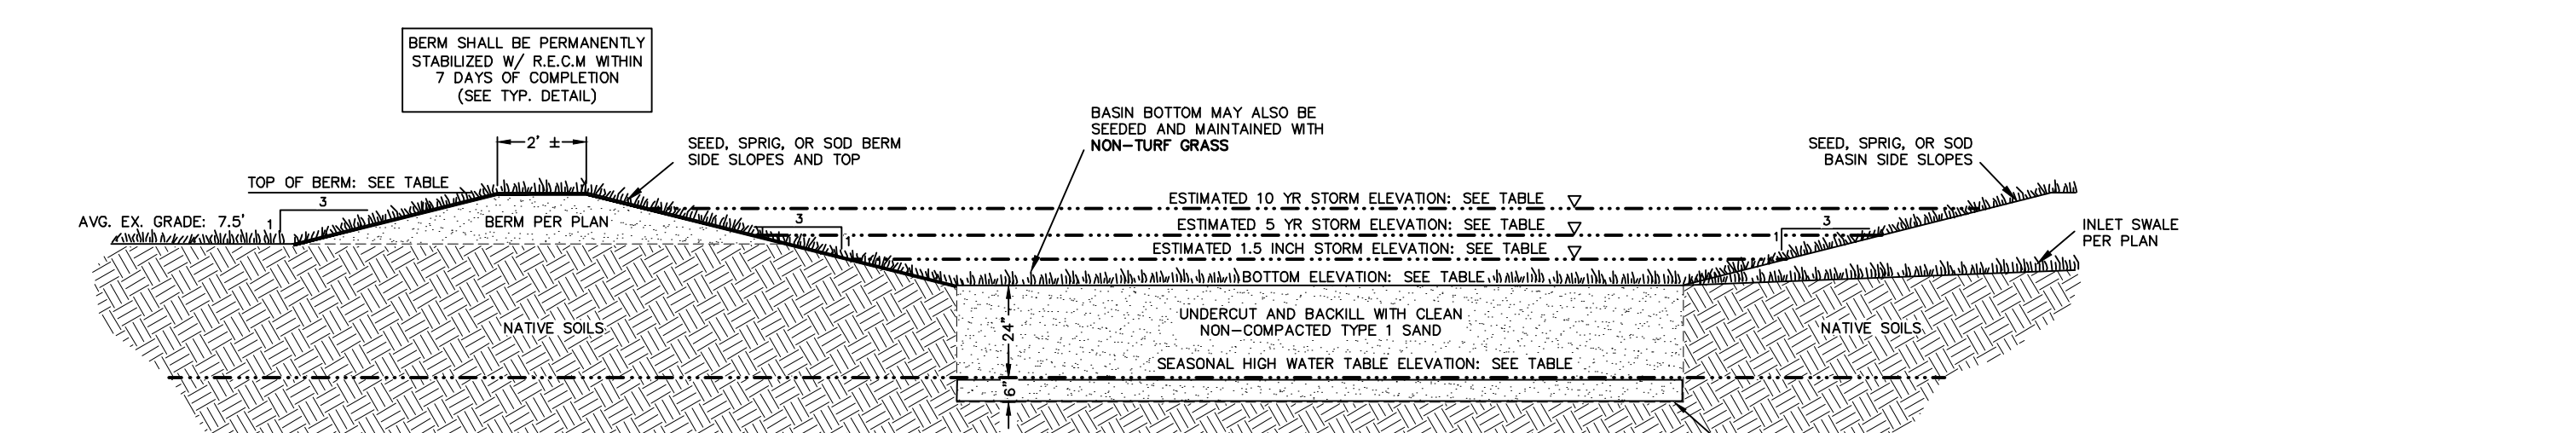 BERM SHALL BE PERMANENTLY
STABILIZED W/ R.E.C.M WITHIN
7 DAYS OF COMPLETION
(SEE TYP. DETAIL)
2' ±
SEED, SPRIG, OR SOD BERM
SIDE SLOPES AND TOP
BASIN BOTTOM MAY ALSO BE
SEEDED AND MAINTAINED WITH
NON-TURF GRASS
SEED, SPRIG, OR SOD
BASIN SIDE SLOPES
TOP OF BERM: SEE TABLE
3
1
AVG. EX. GRADE: 7.5'
BERM PER PLAN
3
1
ESTIMATED 10 YR STORM ELEVATION: SEE TABLE
ESTIMATED 5 YR STORM ELEVATION: SEE TABLE
ESTIMATED 1.5 INCH STORM ELEVATION: SEE TABLE
3
1
INLET SWALE
PER PLAN
BOTTOM ELEVATION: SEE TABLE
NATIVE SOILS
24"
UNDERCUT AND BACKILL WITH CLEAN
NON-COMPACTED TYPE 1 SAND
NATIVE SOILS
SEASONAL HIGH WATER TABLE ELEVATION: SEE TABLE
6"